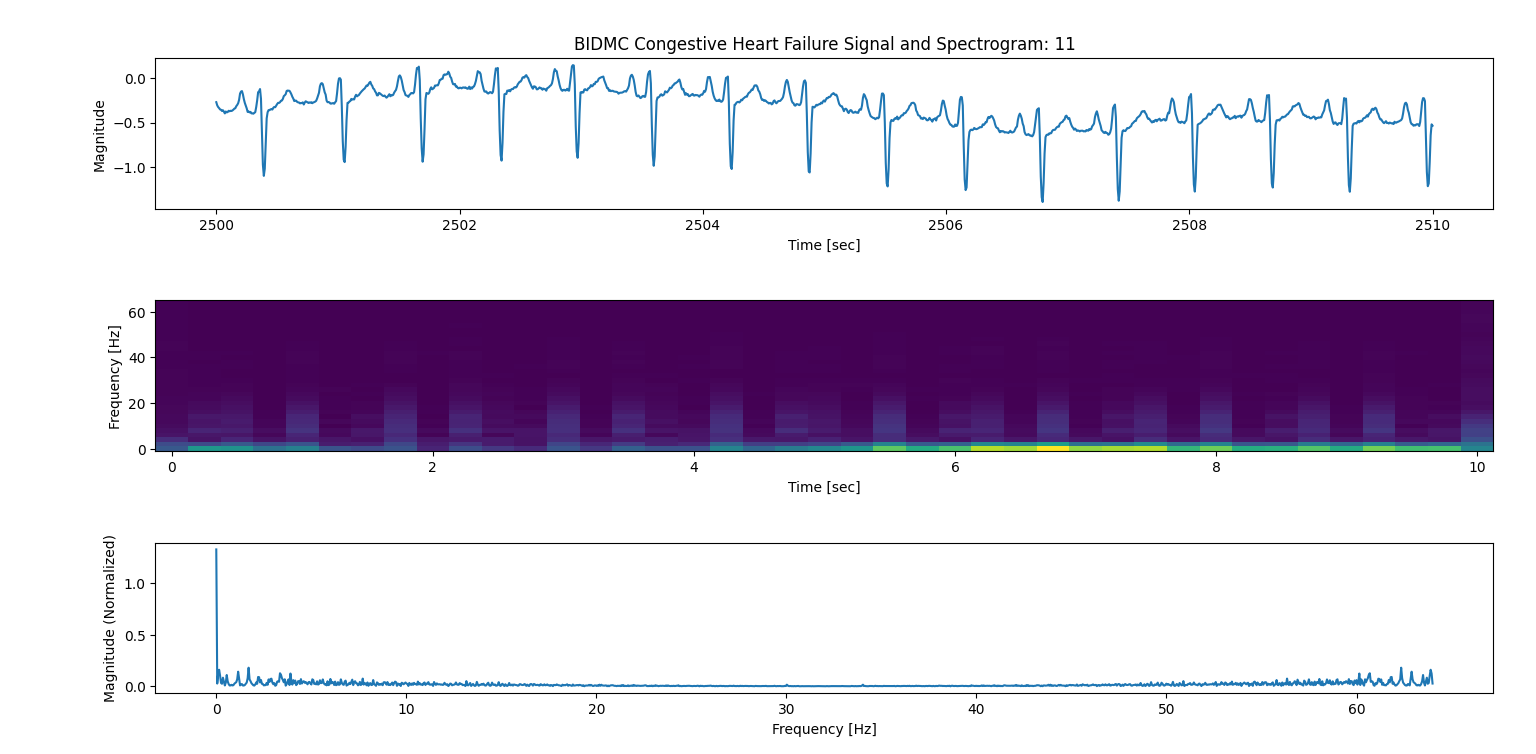 BIDMC Congestive Heart Failure Signal and Spectrogram: 11
Magnitude
0.0
−0.5
−1.0
2500 2502 2504 2506 2508 2510
Time [sec]
Frequency [Hz]
60
40
20
0
0 2 4 6 8 10
Time [sec]
Magnitude (Normalized)
1.0
0.5
0.0
0 10 20 30 40 50 60
Frequency [Hz]